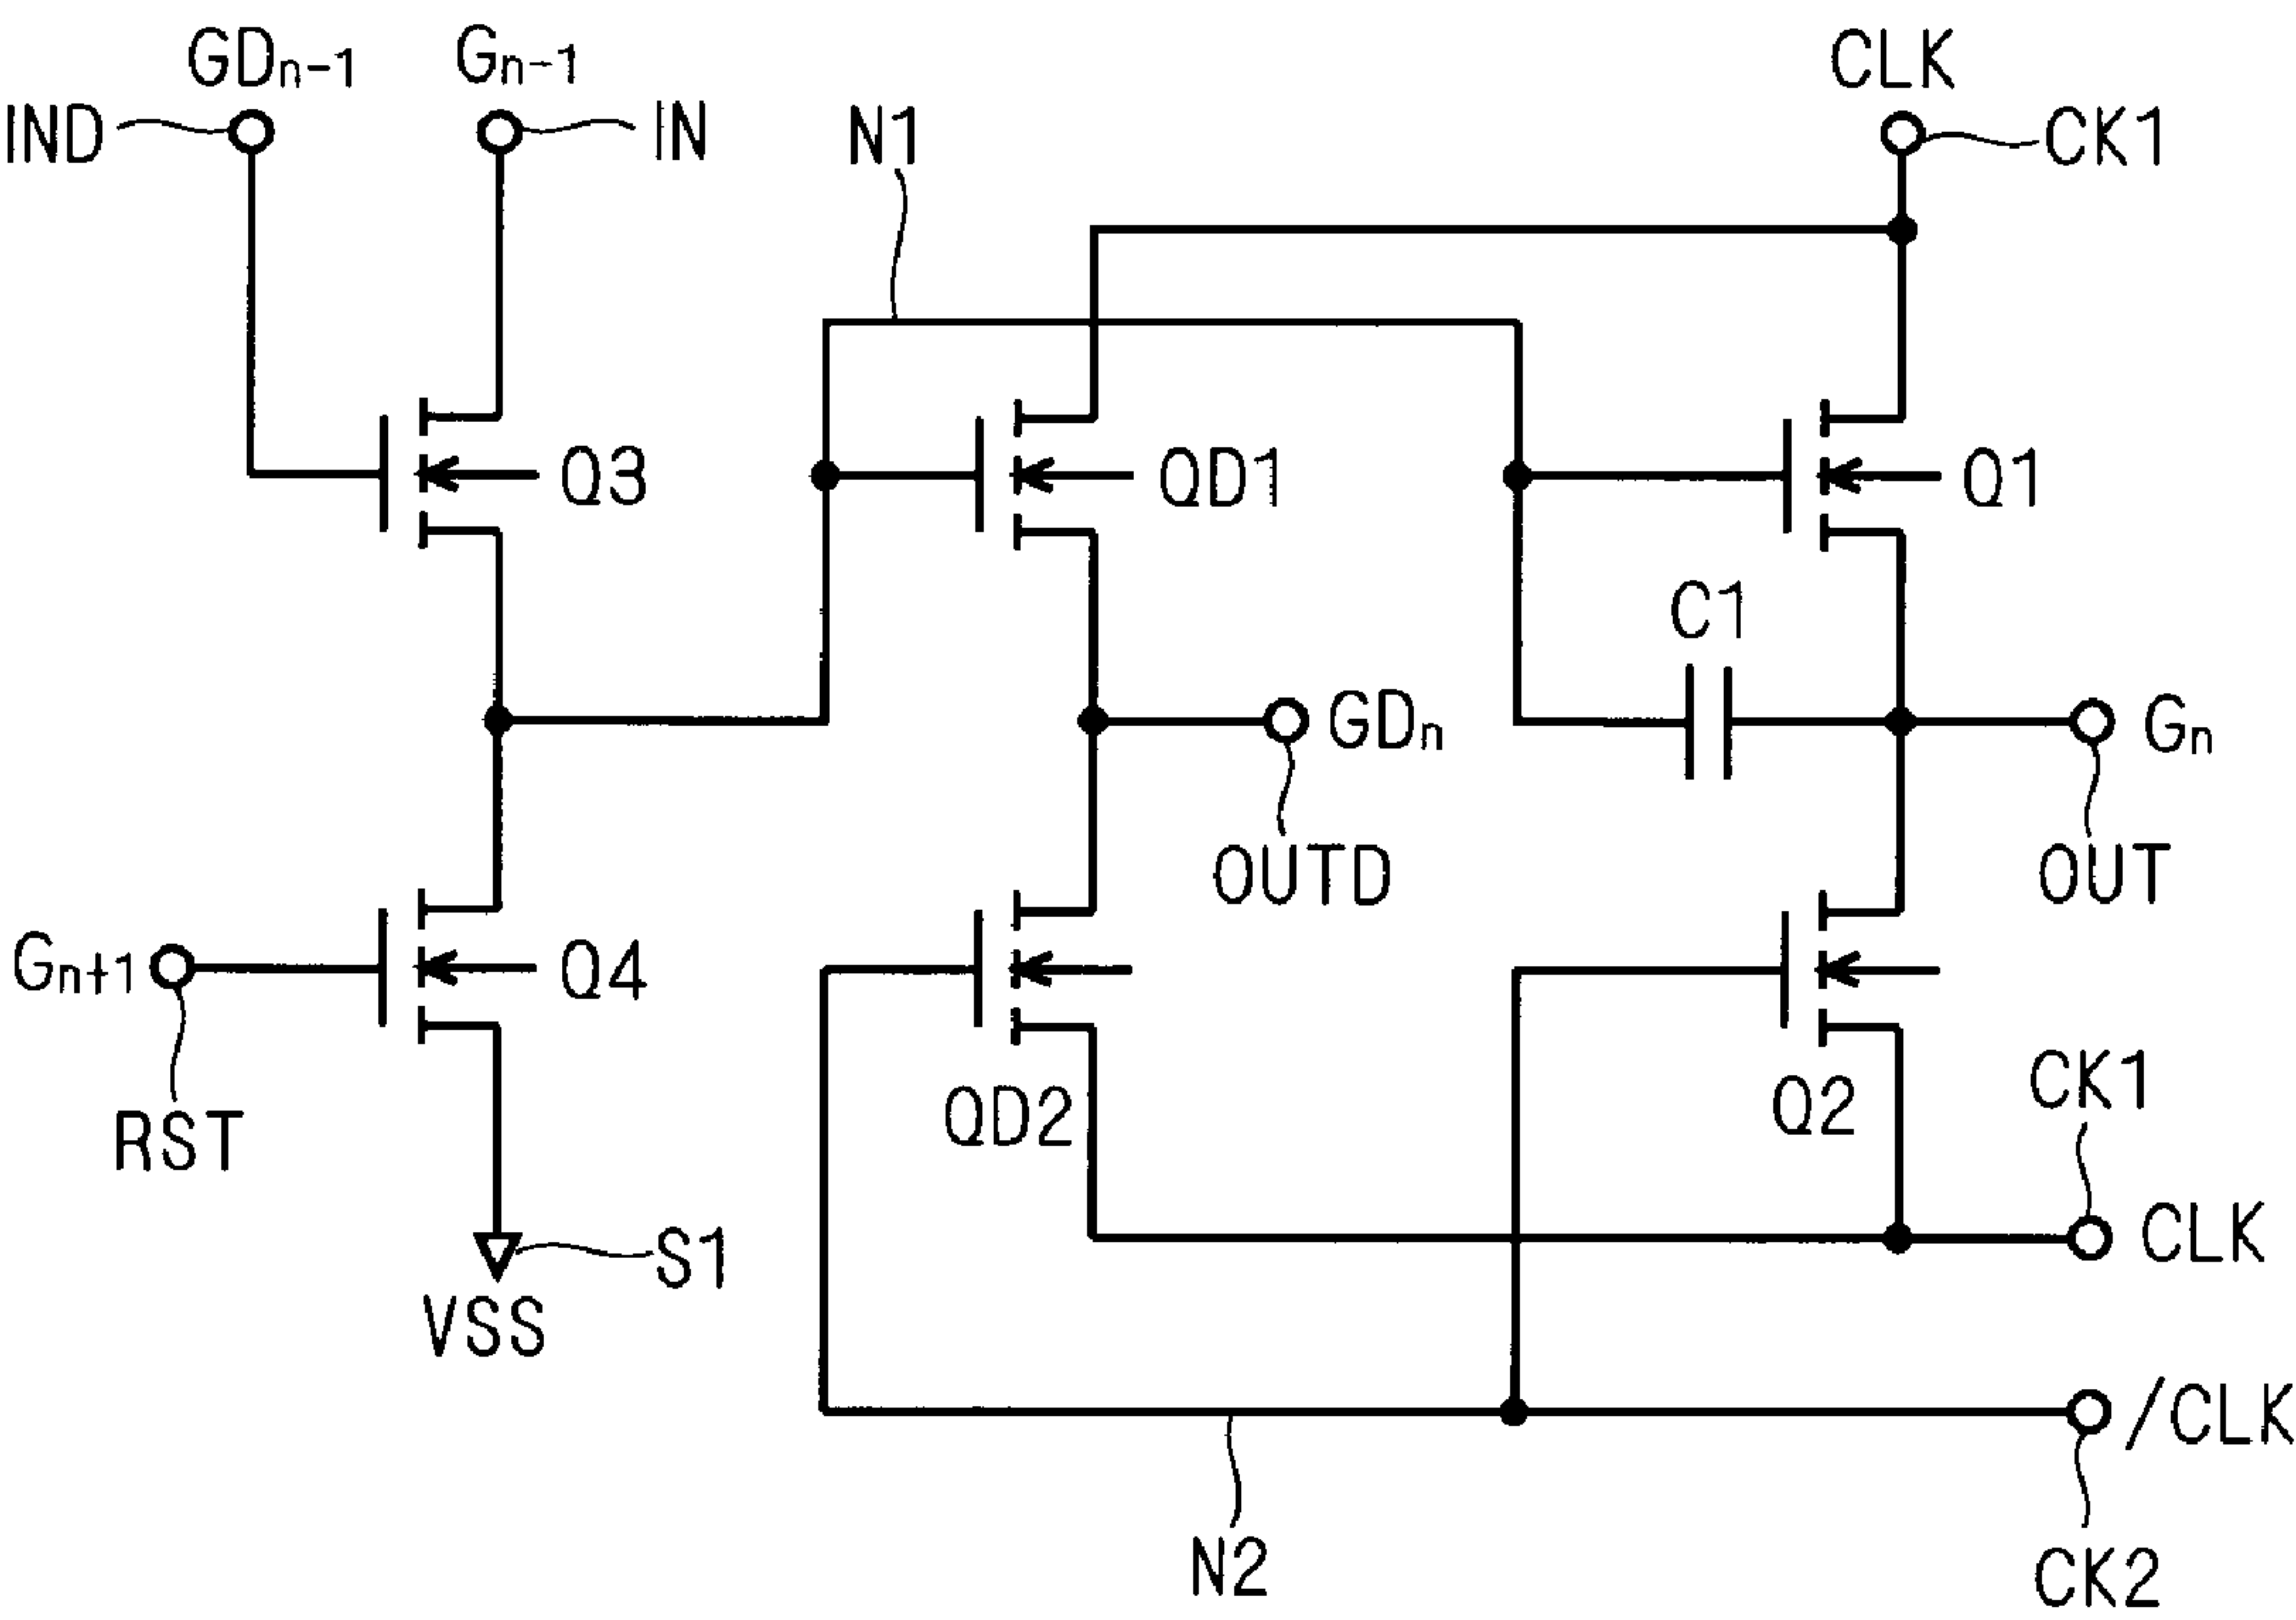 GDn-1
Gn-1
CLK
IND
IN
N1
CK1
Q3
QD1
Q1
C1
GDn
Gn
OUTD
OUT
Gn+1
Q4
RST
QD2
Q2
CK1
S1
CLK
VSS
/CLK
N2
CK2